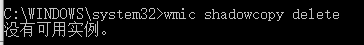 C:\WINDOWS\system32>wmic shadowcopy delete
没有可用实例。